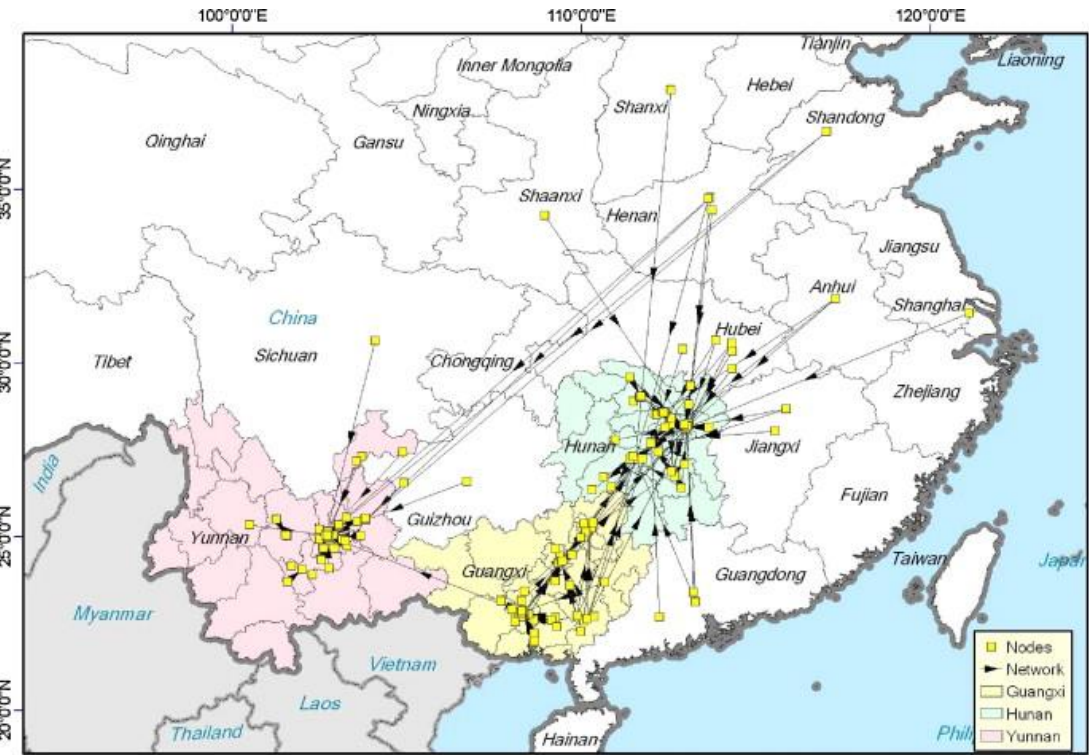 100°0'0"E
110°0'0"E
120°0'0"E
35°0'0"N
30°0'0"N
25°0'0"N
20°0'0"N
Tianjin
Liaoning
Inner Mongolia
Hebei
Shanxi
Ningxia
Shandong
Qinghai
Gansu
Shaanxi
Henan
Jiangsu
Anhui
Shanghai
China
Hubei
Sichuan
Chongqing
Tibet
Zhejiang
Hunan
Jiangxi
India
Fujian
Guizhou
Yunnan
Taiwan
Japan
Guangxi
Guangdong
Myanmar
Vietnam
Laos
Thailand
Hainan
Phili
Nodes
Network
Guangxi
Hunan
Yunnan